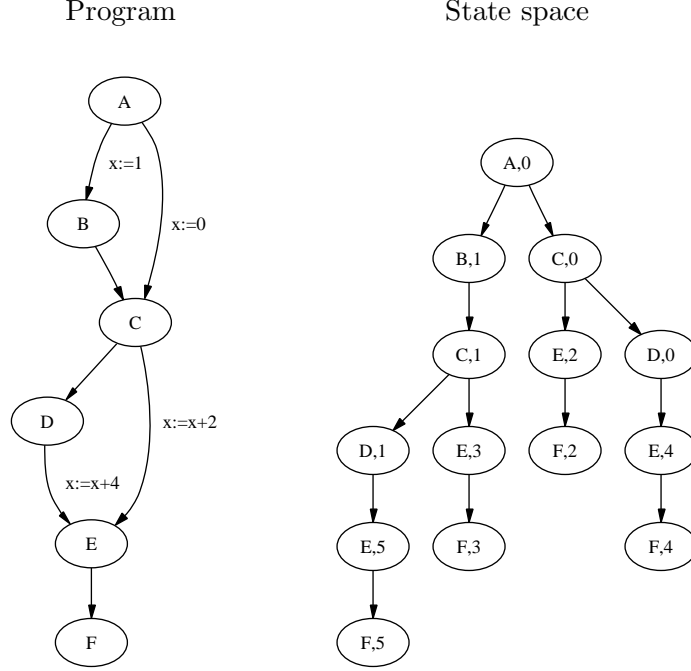 Program
State space
A
x:=1
B
x:=0
C
D
x:=x+2
x:=x+4
E
F
A,0
B,1
C,0
C,1
E,2
D,0
D,1
E,3
F,2
E,4
E,5
F,3
F,4
F,5